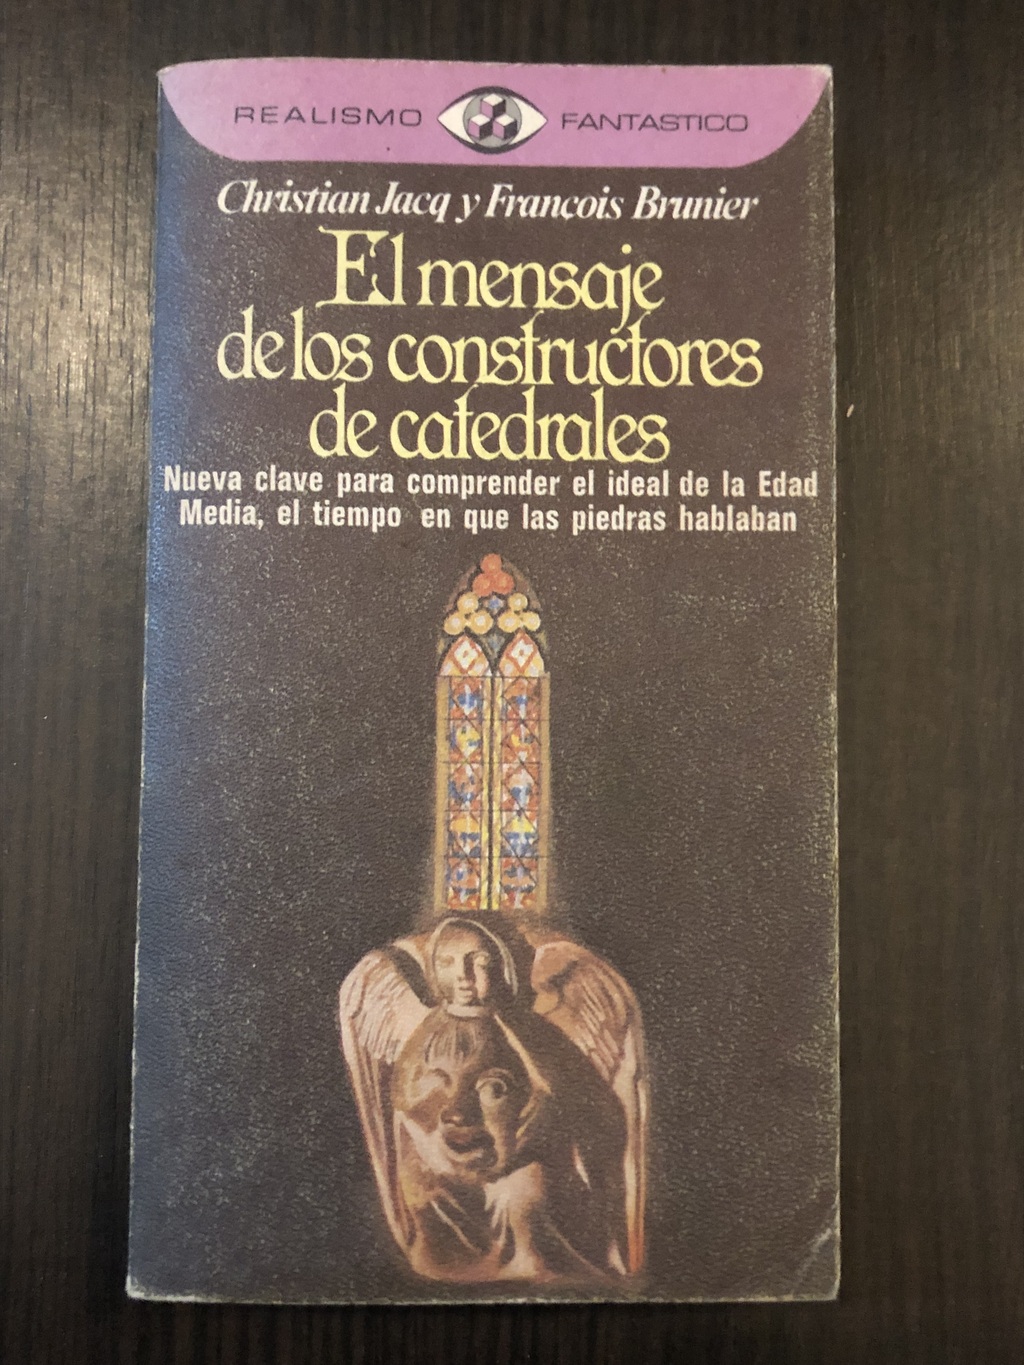 REALISMO FANTASTICO
Christian Jacq y François Brunier
El mensaje
de los constructores
de catedrales
Nueva clave para comprender el ideal de la Edad
Media, el tiempo en que las piedras hablaban